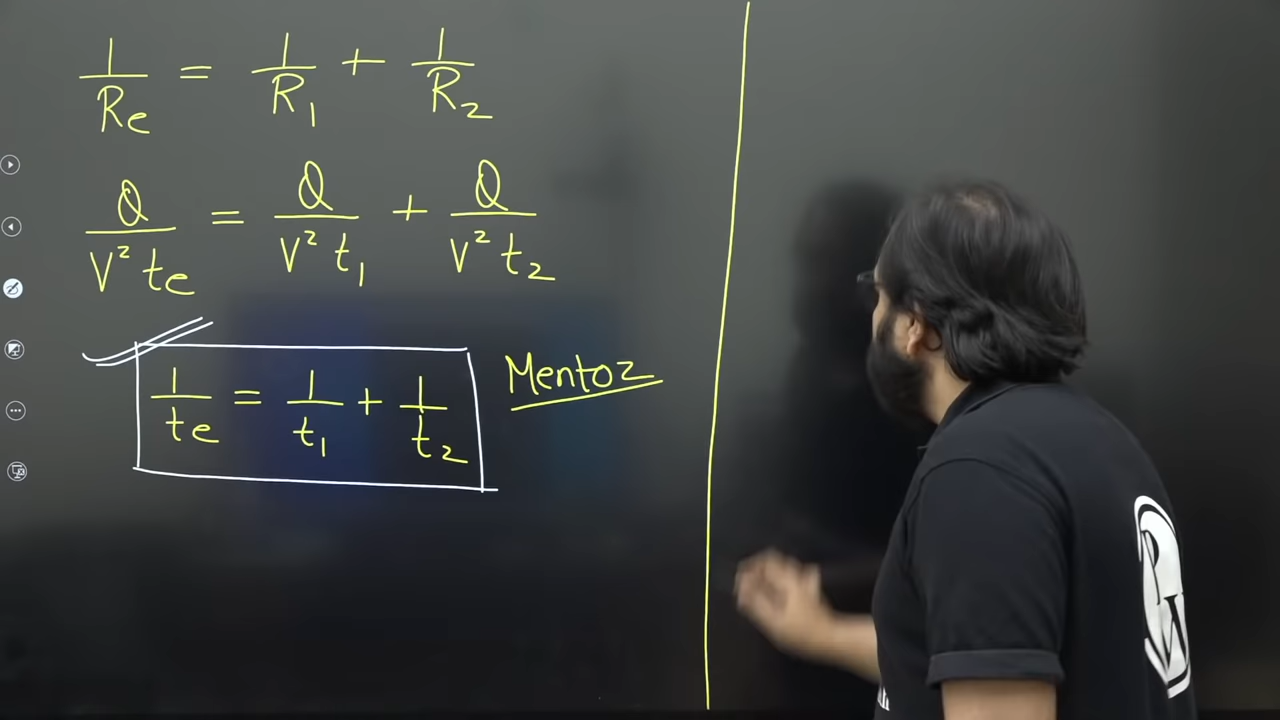 1/Re = 1/R₁ + 1/R₂
Q/V² te = Q/V² t₁ + Q/V² t₂
1/te = 1/t₁ + 1/t₂
Mentoz
PW